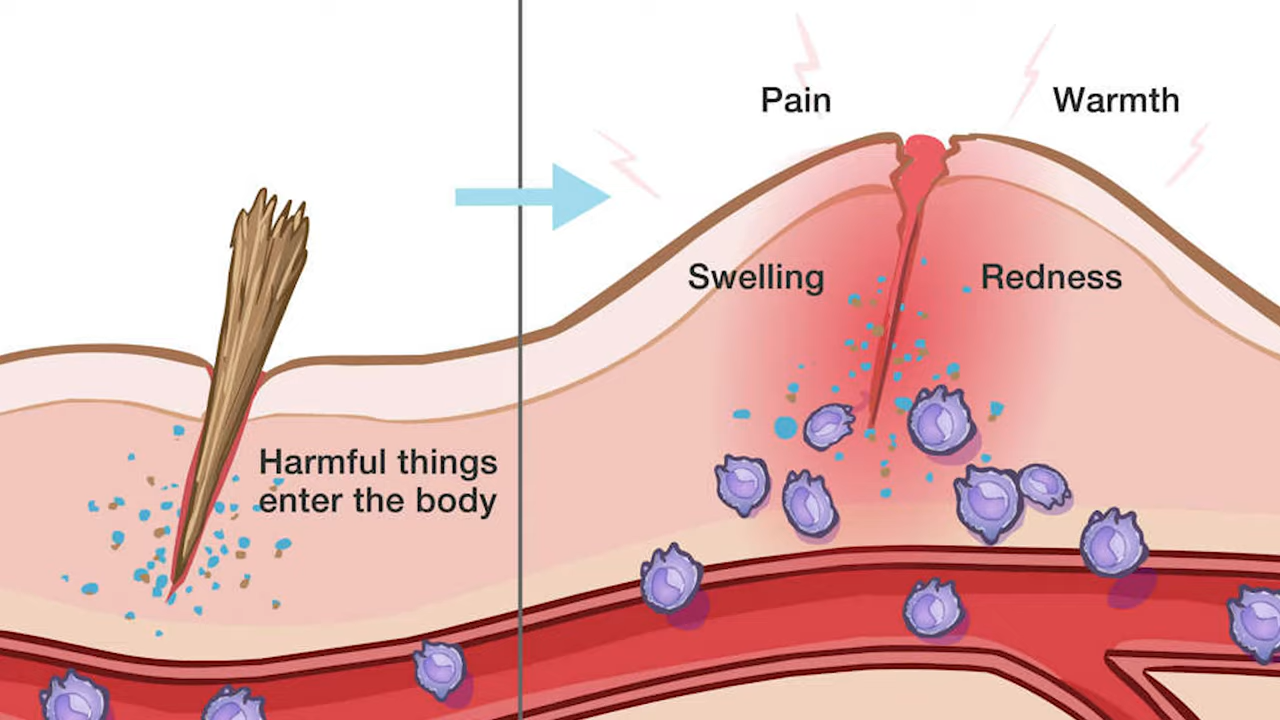 Harmful things
enter the body
Pain
Warmth
Swelling
Redness